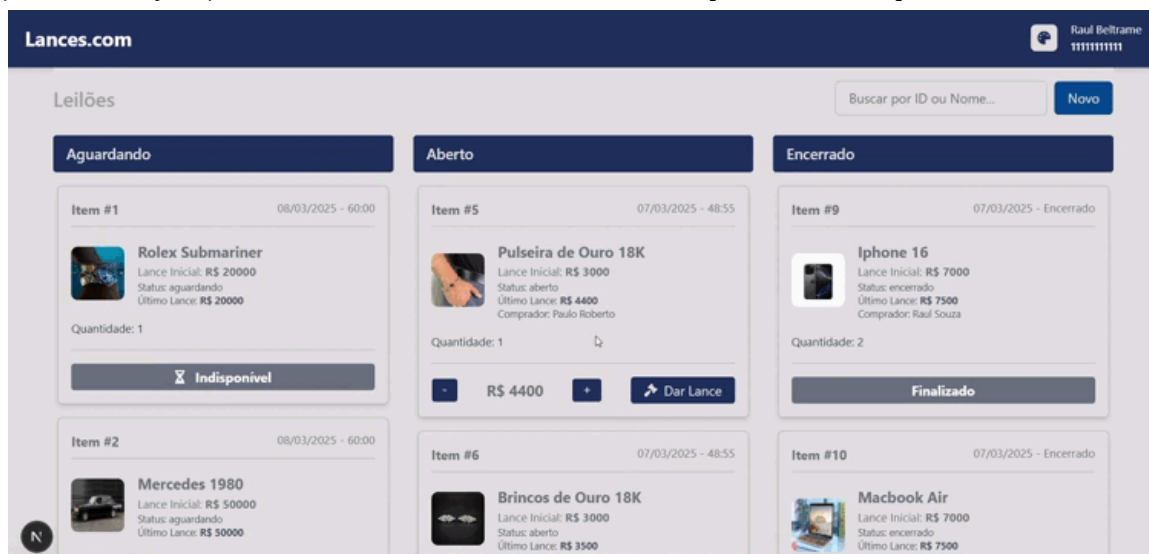 Lances.com
Raul Beltrame
1111111111
Leilões
Buscar por ID ou Nome...
Novo
Aguardando
Item #1
08/03/2025 - 60:00
Rolex Submariner
Lance Inicial: R$ 20000
Status: aguardando
Último Lance: R$ 20000
Quantidade: 1
Indisponível
Item #2
08/03/2025 - 60:00
Mercedes 1980
Lance Inicial: R$ 50000
Status: aguardando
Último Lance: R$ 50000
Aberto
Item #5
07/03/2025 - 48:55
Pulseira de Ouro 18K
Lance Inicial: R$ 3000
Status: aberto
Último Lance: R$ 4400
Comprador: Paulo Roberto
Quantidade: 1
- R$ 4400 + Dar Lance
Item #6
07/03/2025 - 48:55
Brincos de Ouro 18K
Lance Inicial: R$ 3000
Status: aberto
Último Lance: R$ 3500
Encerrado
Item #9
07/03/2025 - Encerrado
Iphone 16
Lance Inicial: R$ 7000
Status: encerrado
Último Lance: R$ 7500
Comprador: Raul Souza
Quantidade: 2
Finalizado
Item #10
07/03/2025 - Encerrado
Macbook Air
Lance Inicial: R$ 7000
Status: encerrado
Último Lance: R$ 7500
N